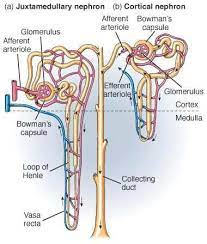 (a) Juxtamedullary nephron
(b) Cortical nephron
Glomerulus
Afferent
arteriole
Bowman's
capsule
Loop of
Henle
Vasa
recta
Afferent
arteriole
Bowman's
capsule
Efferent
arteriole
Glomerulus
Cortex
Medulla
Collecting
duct